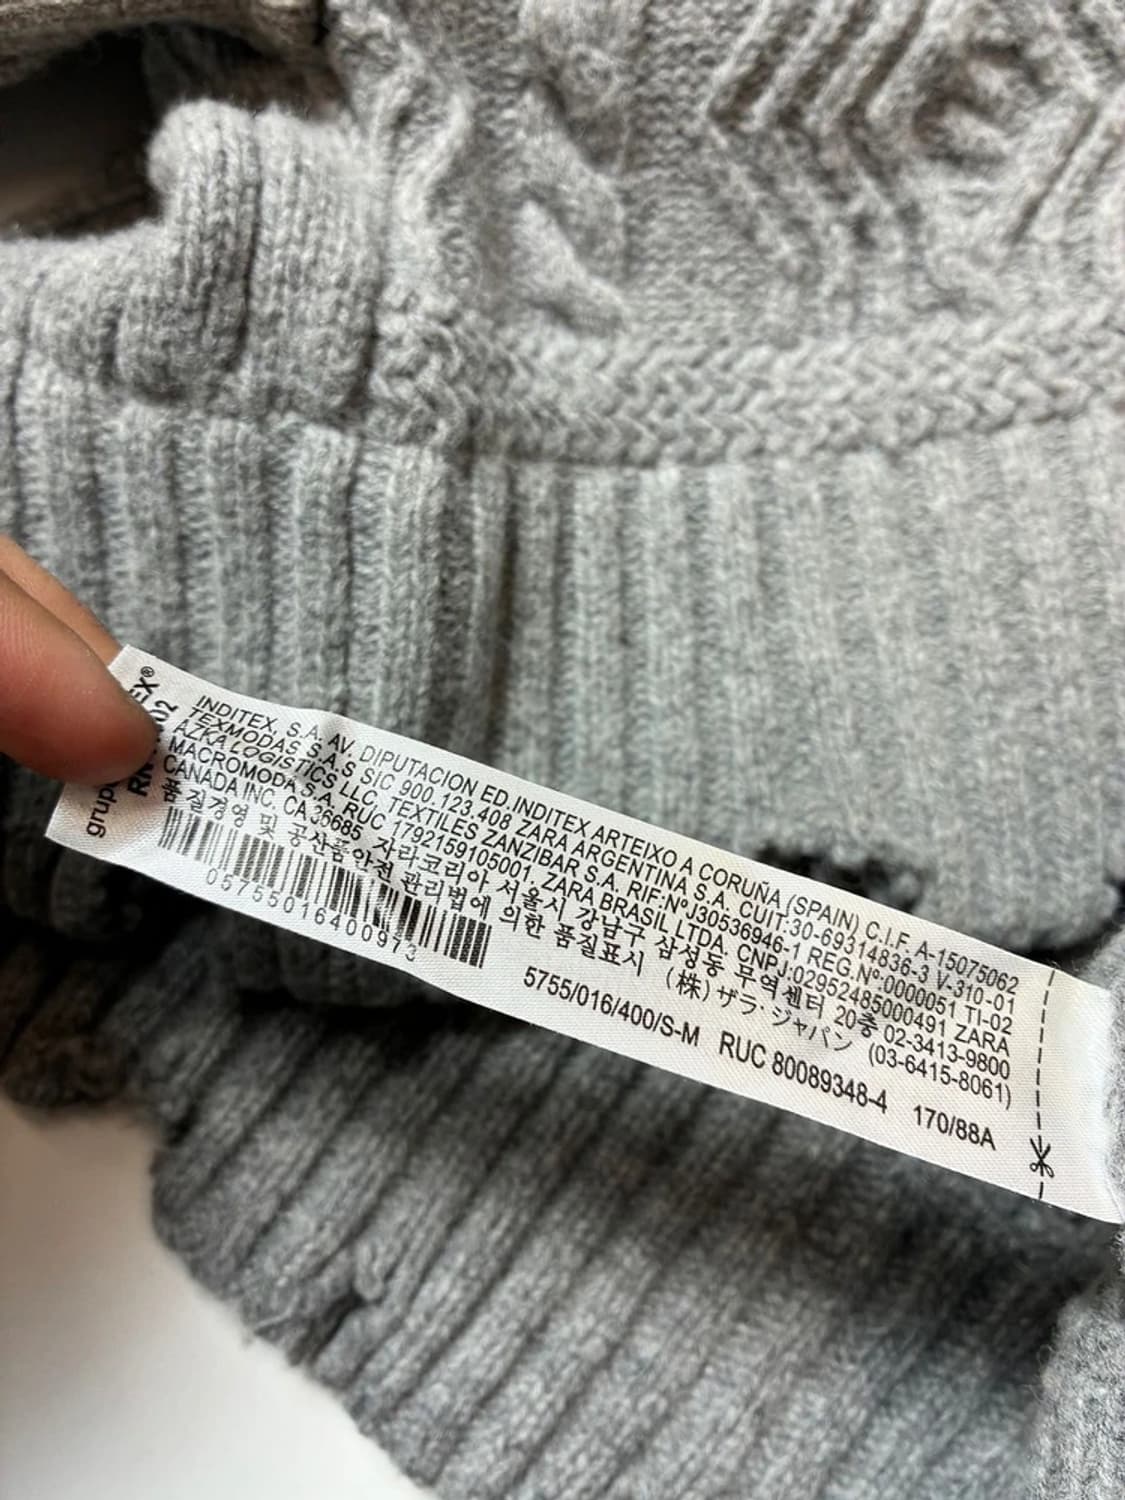 INDITEX, S.A. AV. DIPUTACION ED.INDITEX ARTEIXO A CORUÑA (SPAIN) C.I.F. A-15075062
TEXMODAS S.A.S SIC 900.123.408 ZARA ARGENTINA S.A. CUIT:30-69314836-3 V-310-01
AZKA LOGISTICS LLC, TEXTILES ZANZIBAR S.A. RIF:NºJ30536946-1 REG.Nº:0000051 TI-02
MACROMODA S.A. RUC 1792159105001, ZARA BRASIL LTDA. CNPJ:02952485000491 ZARA
CANADA INC. CA 36685, 자라코리아 서울시 강남구 삼성동 무역센터 20층 02-3413-9800
품질경영 및 공산품안전 관리법에 의한 품질표시 (株) ザラ・ジャパン (03-6415-8061)
05755016400973
5755/016/400/S-M RUC 80089348-4 170/88A